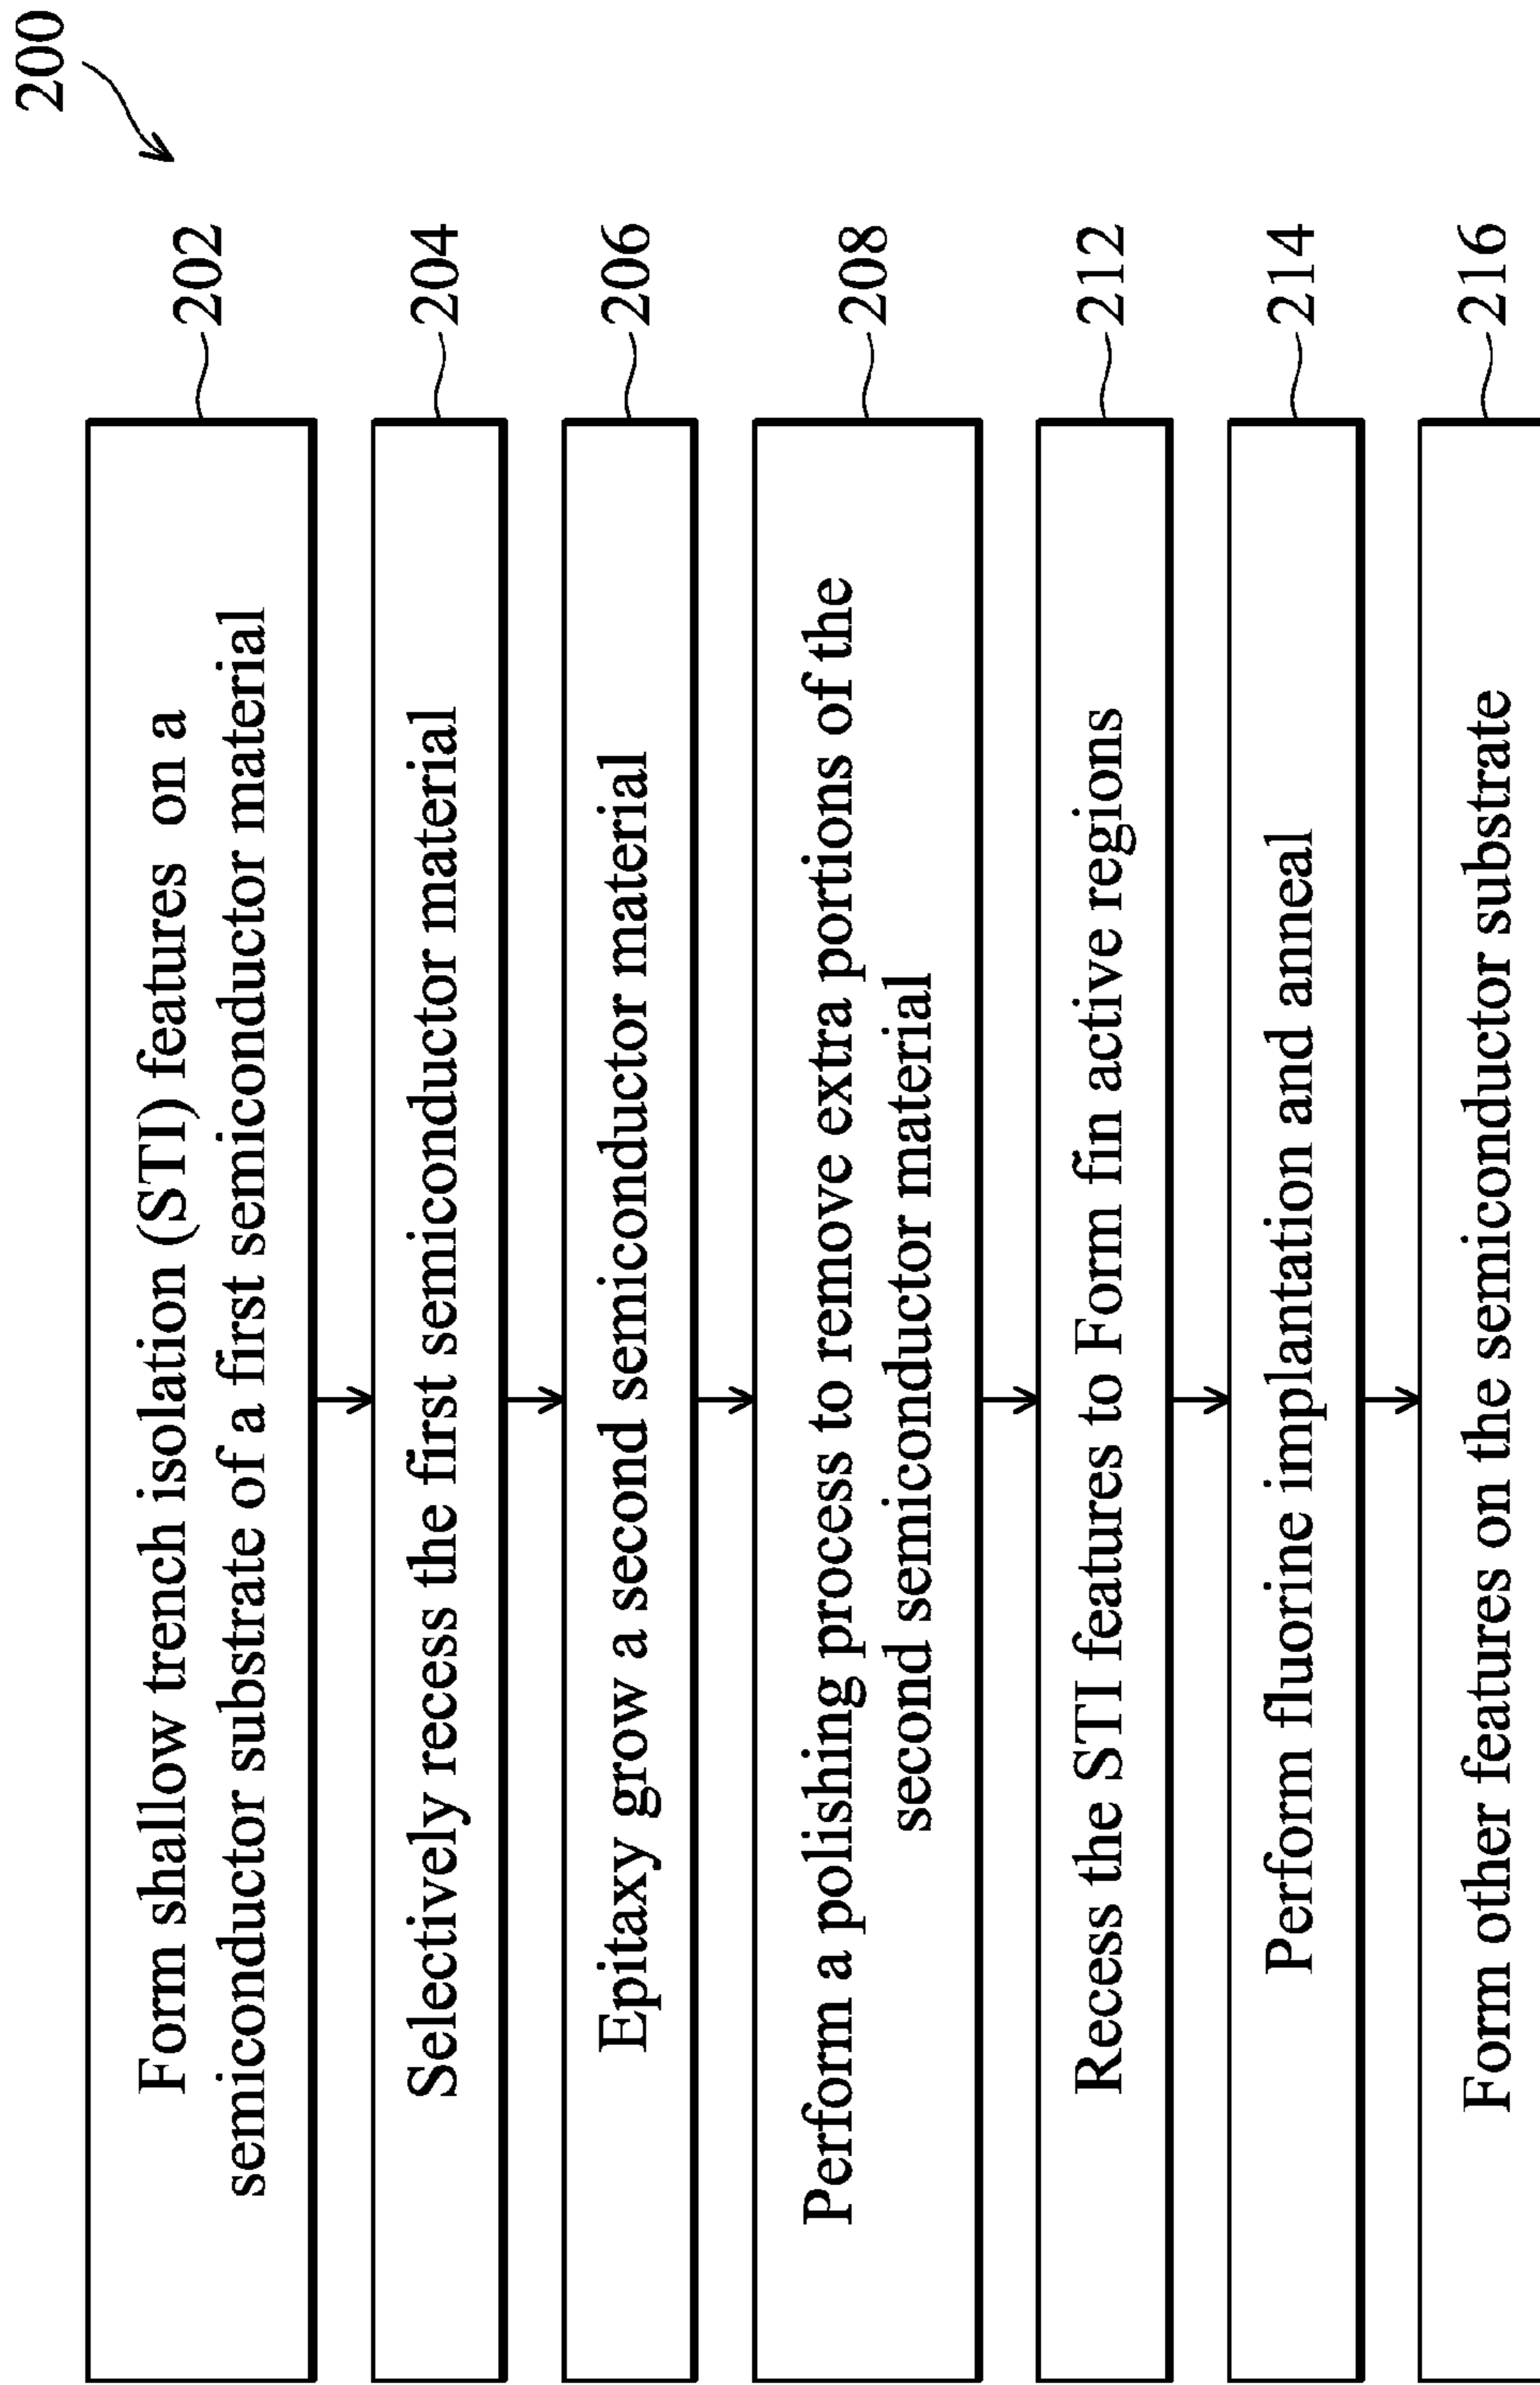 200
Form shallow trench isolation (STI) features on a
semiconductor substrate of a first semiconductor material
202
Selectively recess the first semiconductor material
204
Epitaxy grow a second semiconductor material
206
Perform a polishing process to remove extra portions of the
second semiconductor material
208
Recess the STI features to Form fin active regions
212
Perform fluorine implantation and anneal
214
Form other features on the semiconductor substrate
216